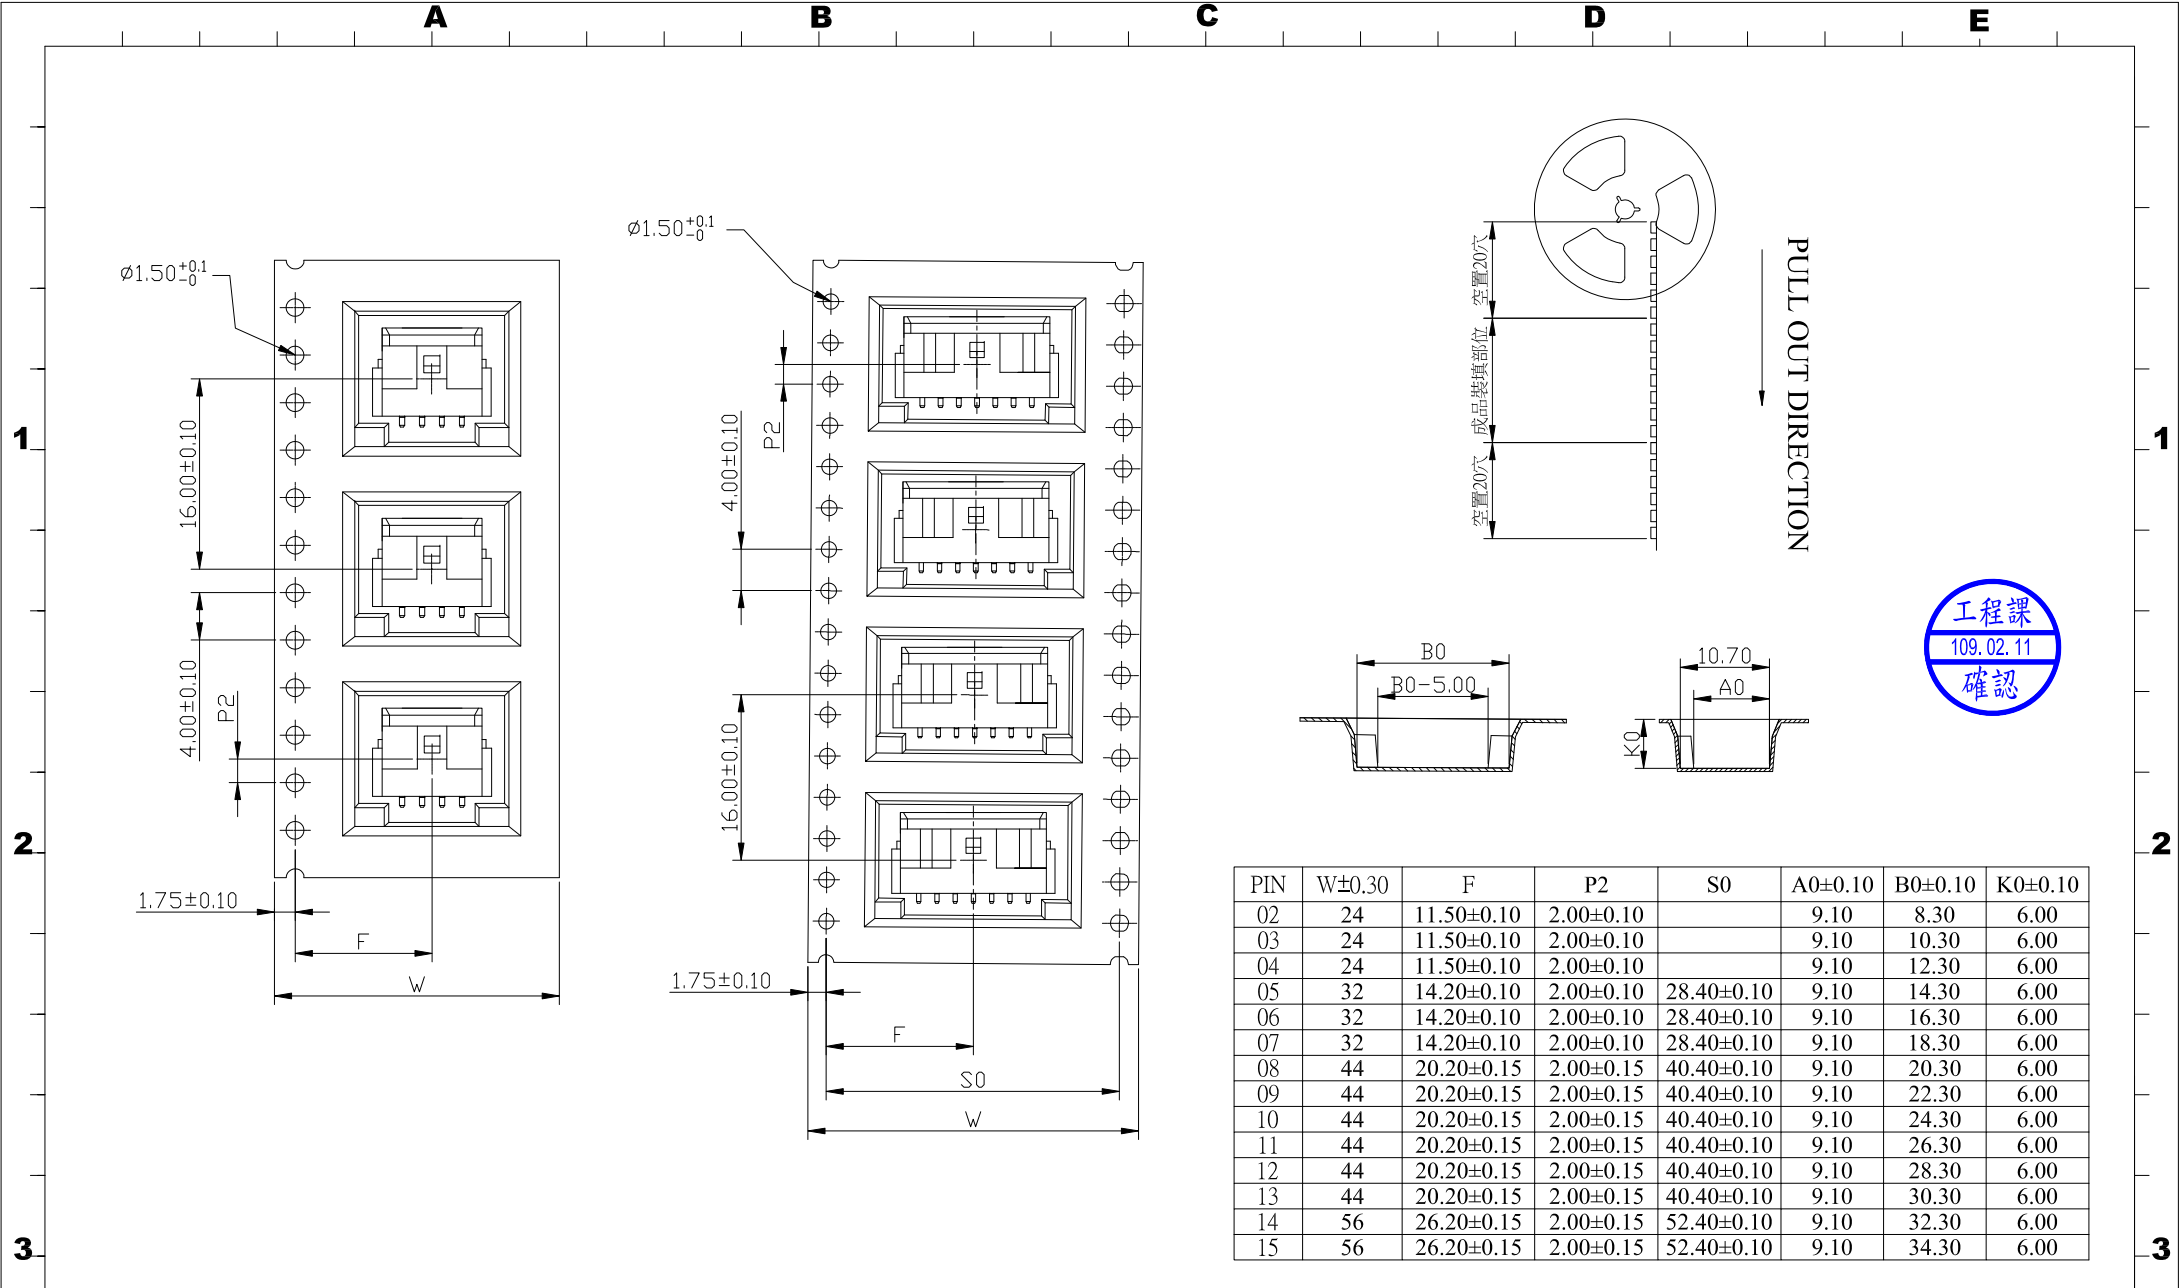 A B C D E
1 1
2 2
3 3
Ø1.50+0.1 -0
16.00±0.10
4.00±0.10
P2
1.75±0.10
F
W
Ø1.50+0.1 -0
P2
4.00±0.10
16.00±0.10
1.75±0.10
F
S0
W
空置20穴
成品裝填部位
空置20穴
PULL OUT DIRECTION
工程課
109.02.11
確認
B0
B0-5.00
10.70
A0
K0
PIN W±0.30 F P2 S0 A0±0.10 B0±0.10 K0±0.10
02 24 11.50±0.10 2.00±0.10 9.10 8.30 6.00
03 24 11.50±0.10 2.00±0.10 9.10 10.30 6.00
04 24 11.50±0.10 2.00±0.10 9.10 12.30 6.00
05 32 14.20±0.10 2.00±0.10 28.40±0.10 9.10 14.30 6.00
06 32 14.20±0.10 2.00±0.10 28.40±0.10 9.10 16.30 6.00
07 32 14.20±0.10 2.00±0.10 28.40±0.10 9.10 18.30 6.00
08 44 20.20±0.15 2.00±0.15 40.40±0.10 9.10 20.30 6.00
09 44 20.20±0.15 2.00±0.15 40.40±0.10 9.10 22.30 6.00
10 44 20.20±0.15 2.00±0.15 40.40±0.10 9.10 24.30 6.00
11 44 20.20±0.15 2.00±0.15 40.40±0.10 9.10 26.30 6.00
12 44 20.20±0.15 2.00±0.15 40.40±0.10 9.10 28.30 6.00
13 44 20.20±0.15 2.00±0.15 40.40±0.10 9.10 30.30 6.00
14 56 26.20±0.15 2.00±0.15 52.40±0.10 9.10 32.30 6.00
15 56 26.20±0.15 2.00±0.15 52.40±0.10 9.10 34.30 6.00